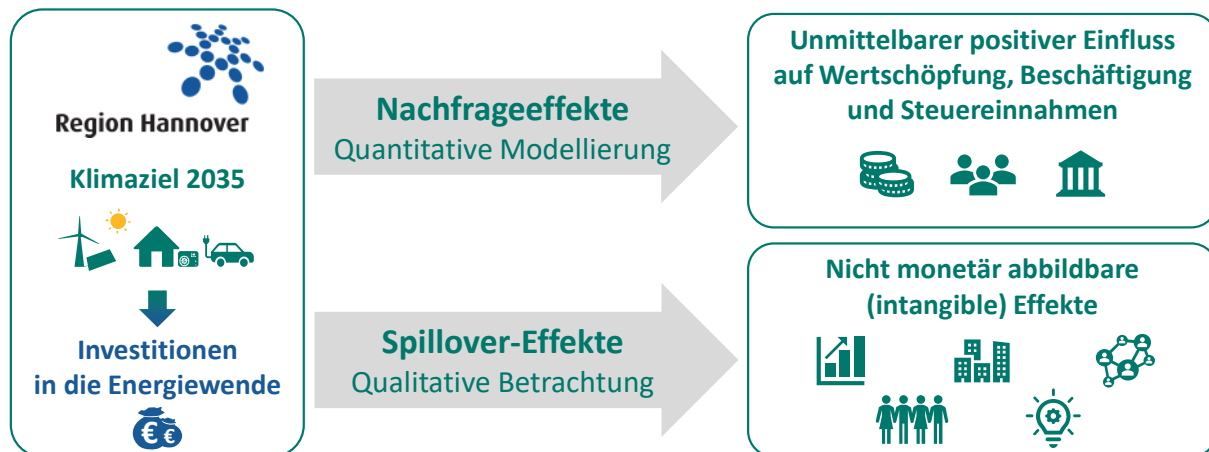 Region Hannover
Klimaziel 2035
Investitionen
in die Energiewende
€ €
Nachfrageeffekte
Quantitative Modellierung
Spillover-Effekte
Qualitative Betrachtung
Unmittelbarer positiver Einfluss
auf Wertschöpfung, Beschäftigung
und Steuereinnahmen
Nicht monetär abbildbare
(intangible) Effekte